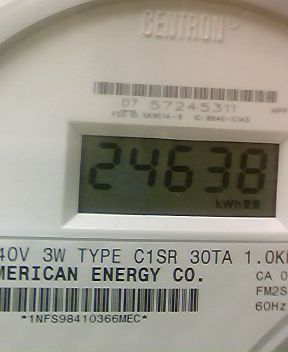 CENTRON
07 57245311
24638
kWh
40V 3W TYPE C1SR 30TA 1.0K
MERICAN ENERGY CO.
CA 0
FM2S
60Hz
*1NFS98410366MEC*